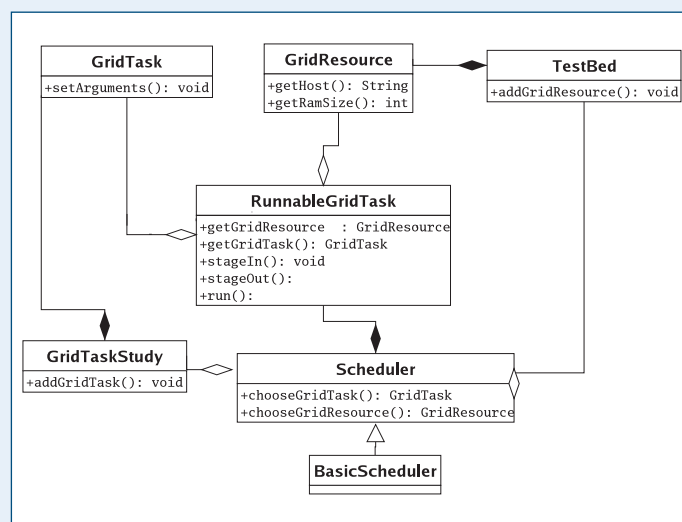 GridTask
+setArguments(): void
GridResource
+getHost(): String
+getRamSize(): int
TestBed
+addGridResource(): void
RunnableGridTask
+getGridResource : GridResource
+getGridTask(): GridTask
+stageIn(): void
+stageOut():
+run():
GridTaskStudy
+addGridTask(): void
Scheduler
+chooseGridTask(): GridTask
+chooseGridResource(): GridResource
BasicScheduler